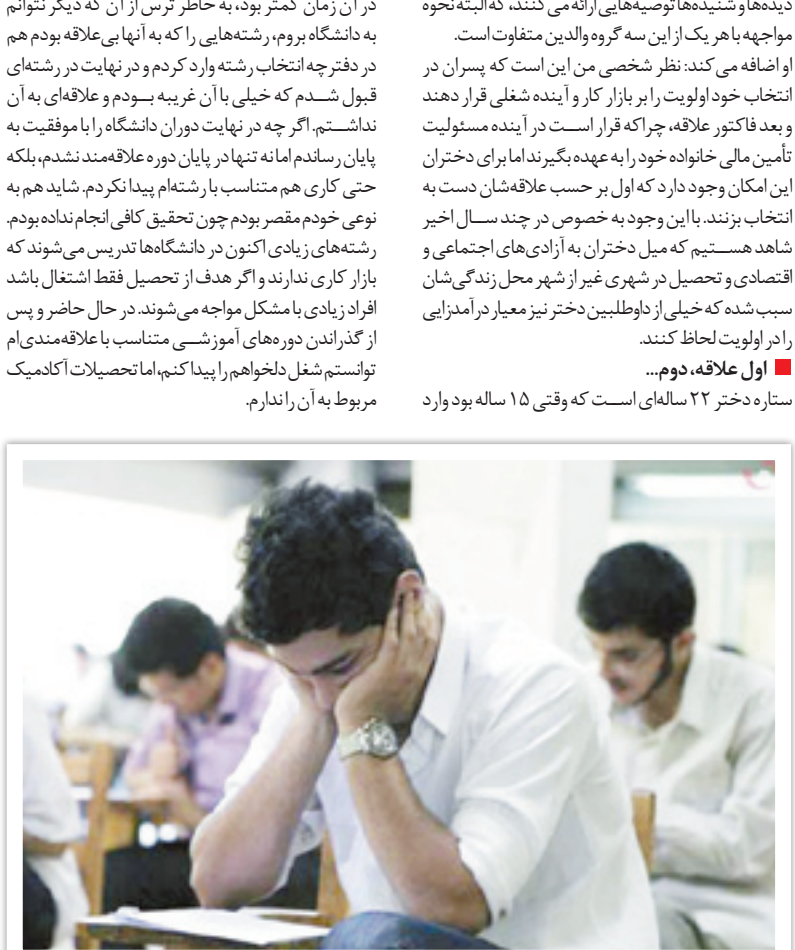 دیده‌ها و شنیده‌ها توصیه‌هایی ارائه می کنند، که البته نحوه
مواجهه با هر یک از این سه گروه والدین متفاوت است.
او اضافه می کند: نظر شخصی من این است که پسران در
انتخاب خود اولویت را بر بازار کار و آینده شغلی قرار دهند
و بعد فاکتور علاقه، چراکه قرار است در آینده مسئولیت
تأمین مالی خانواده خود را به عهده بگیرند اما برای دختران
این امکان وجود دارد که اول بر حسب علاقه‌شان دست به
انتخاب بزنند. با این وجود به خصوص در چند سال اخیر
شاهد هستیم که میل دختران به آزادی‌های اجتماعی و
اقتصادی و تحصیل در شهری غیر از شهر محل زندگی‌شان
سبب شده که خیلی از داوطلبین دختر نیز معیار درآمدزایی
را در اولویت لحاظ کنند.
اول علاقه، دوم...
ستاره دختر ۲۲ ساله‌ای است که وقتی ۱۵ ساله بود وارد
در آن زمان کمتر بود، به خاطر ترس از آن که دیگر نتوانم
به دانشگاه بروم، رشته‌هایی را که به آنها بی‌علاقه بودم هم
در دفترچه انتخاب رشته وارد کردم و در نهایت در رشته‌ای
قبول شدم که خیلی با آن غریبه بودم و علاقه‌ای به آن
نداشتم. اگر چه در نهایت دوران دانشگاه را با موفقیت به
پایان رساندم اما نه تنها در پایان دوره علاقه‌مند نشدم، بلکه
حتی کاری هم متناسب با رشته‌ام پیدا نکردم. شاید هم به
نوعی خودم مقصر بودم چون تحقیق کافی انجام نداده بودم.
رشته‌های زیادی اکنون در دانشگاه‌ها تدریس می‌شوند که
بازار کاری ندارند و اگر هدف از تحصیل فقط اشتغال باشد
افراد زیادی با مشکل مواجه می‌شوند. در حال حاضر و پس
از گذراندن دوره‌های آموزشی متناسب با علاقه‌مندی‌ام
توانستم شغل دلخواهم را پیدا کنم، اما تحصیلات آکادمیک
مربوط به آن را ندارم.